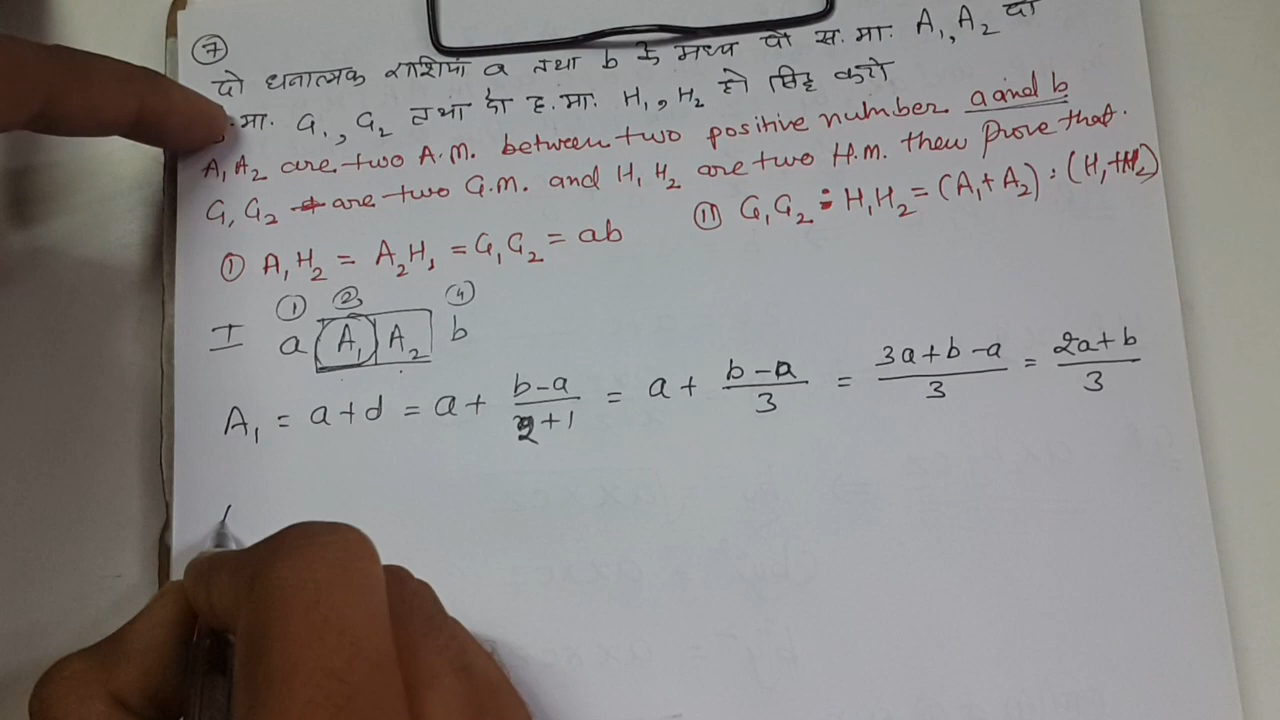 ⑦
दो धनात्मक राशियों a तथा b के मध्य दो स.मा. A₁, A₂ दो
.मा. G₁, G₂ तथा दो ह.मा. H₁, H₂ हो सिद्ध करो
A₁ A₂ are two A.M. between two positive number a and b
G₁ G₂ are two G.M. and H₁ H₂ are two H.M. then prove that.
① A₁H₂ = A₂H₁ = G₁G₂ = ab ⑪ G₁G₂ : H₁H₂ = (A₁+A₂) : (H₁+H₂)
① ② ④
I a A₁ A₂ b
A₁ = a+d = a + (b-a)/(2+1) = a + (b-a)/3 = (3a+b-a)/3 = (2a+b)/3